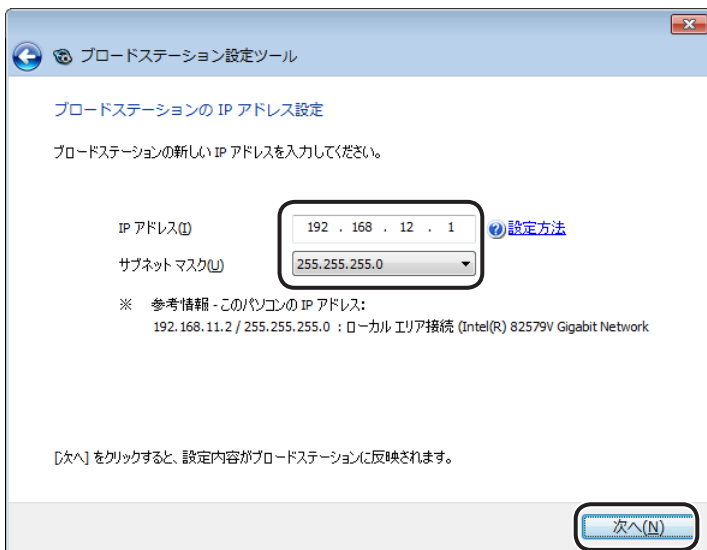 ブロードステーション設定ツール
ブロードステーションの IP アドレス設定
ブロードステーションの新しい IP アドレスを入力してください。
IP アドレス(I) 192 . 168 . 12 . 1 設定方法
サブネット マスク(U) 255.255.255.0
※ 参考情報 - このパソコンの IP アドレス:
192.168.11.2 / 255.255.255.0 : ローカル エリア接続 (Intel(R) 82579V Gigabit Network
[次へ] をクリックすると、設定内容がブロードステーションに反映されます。
次へ(N)